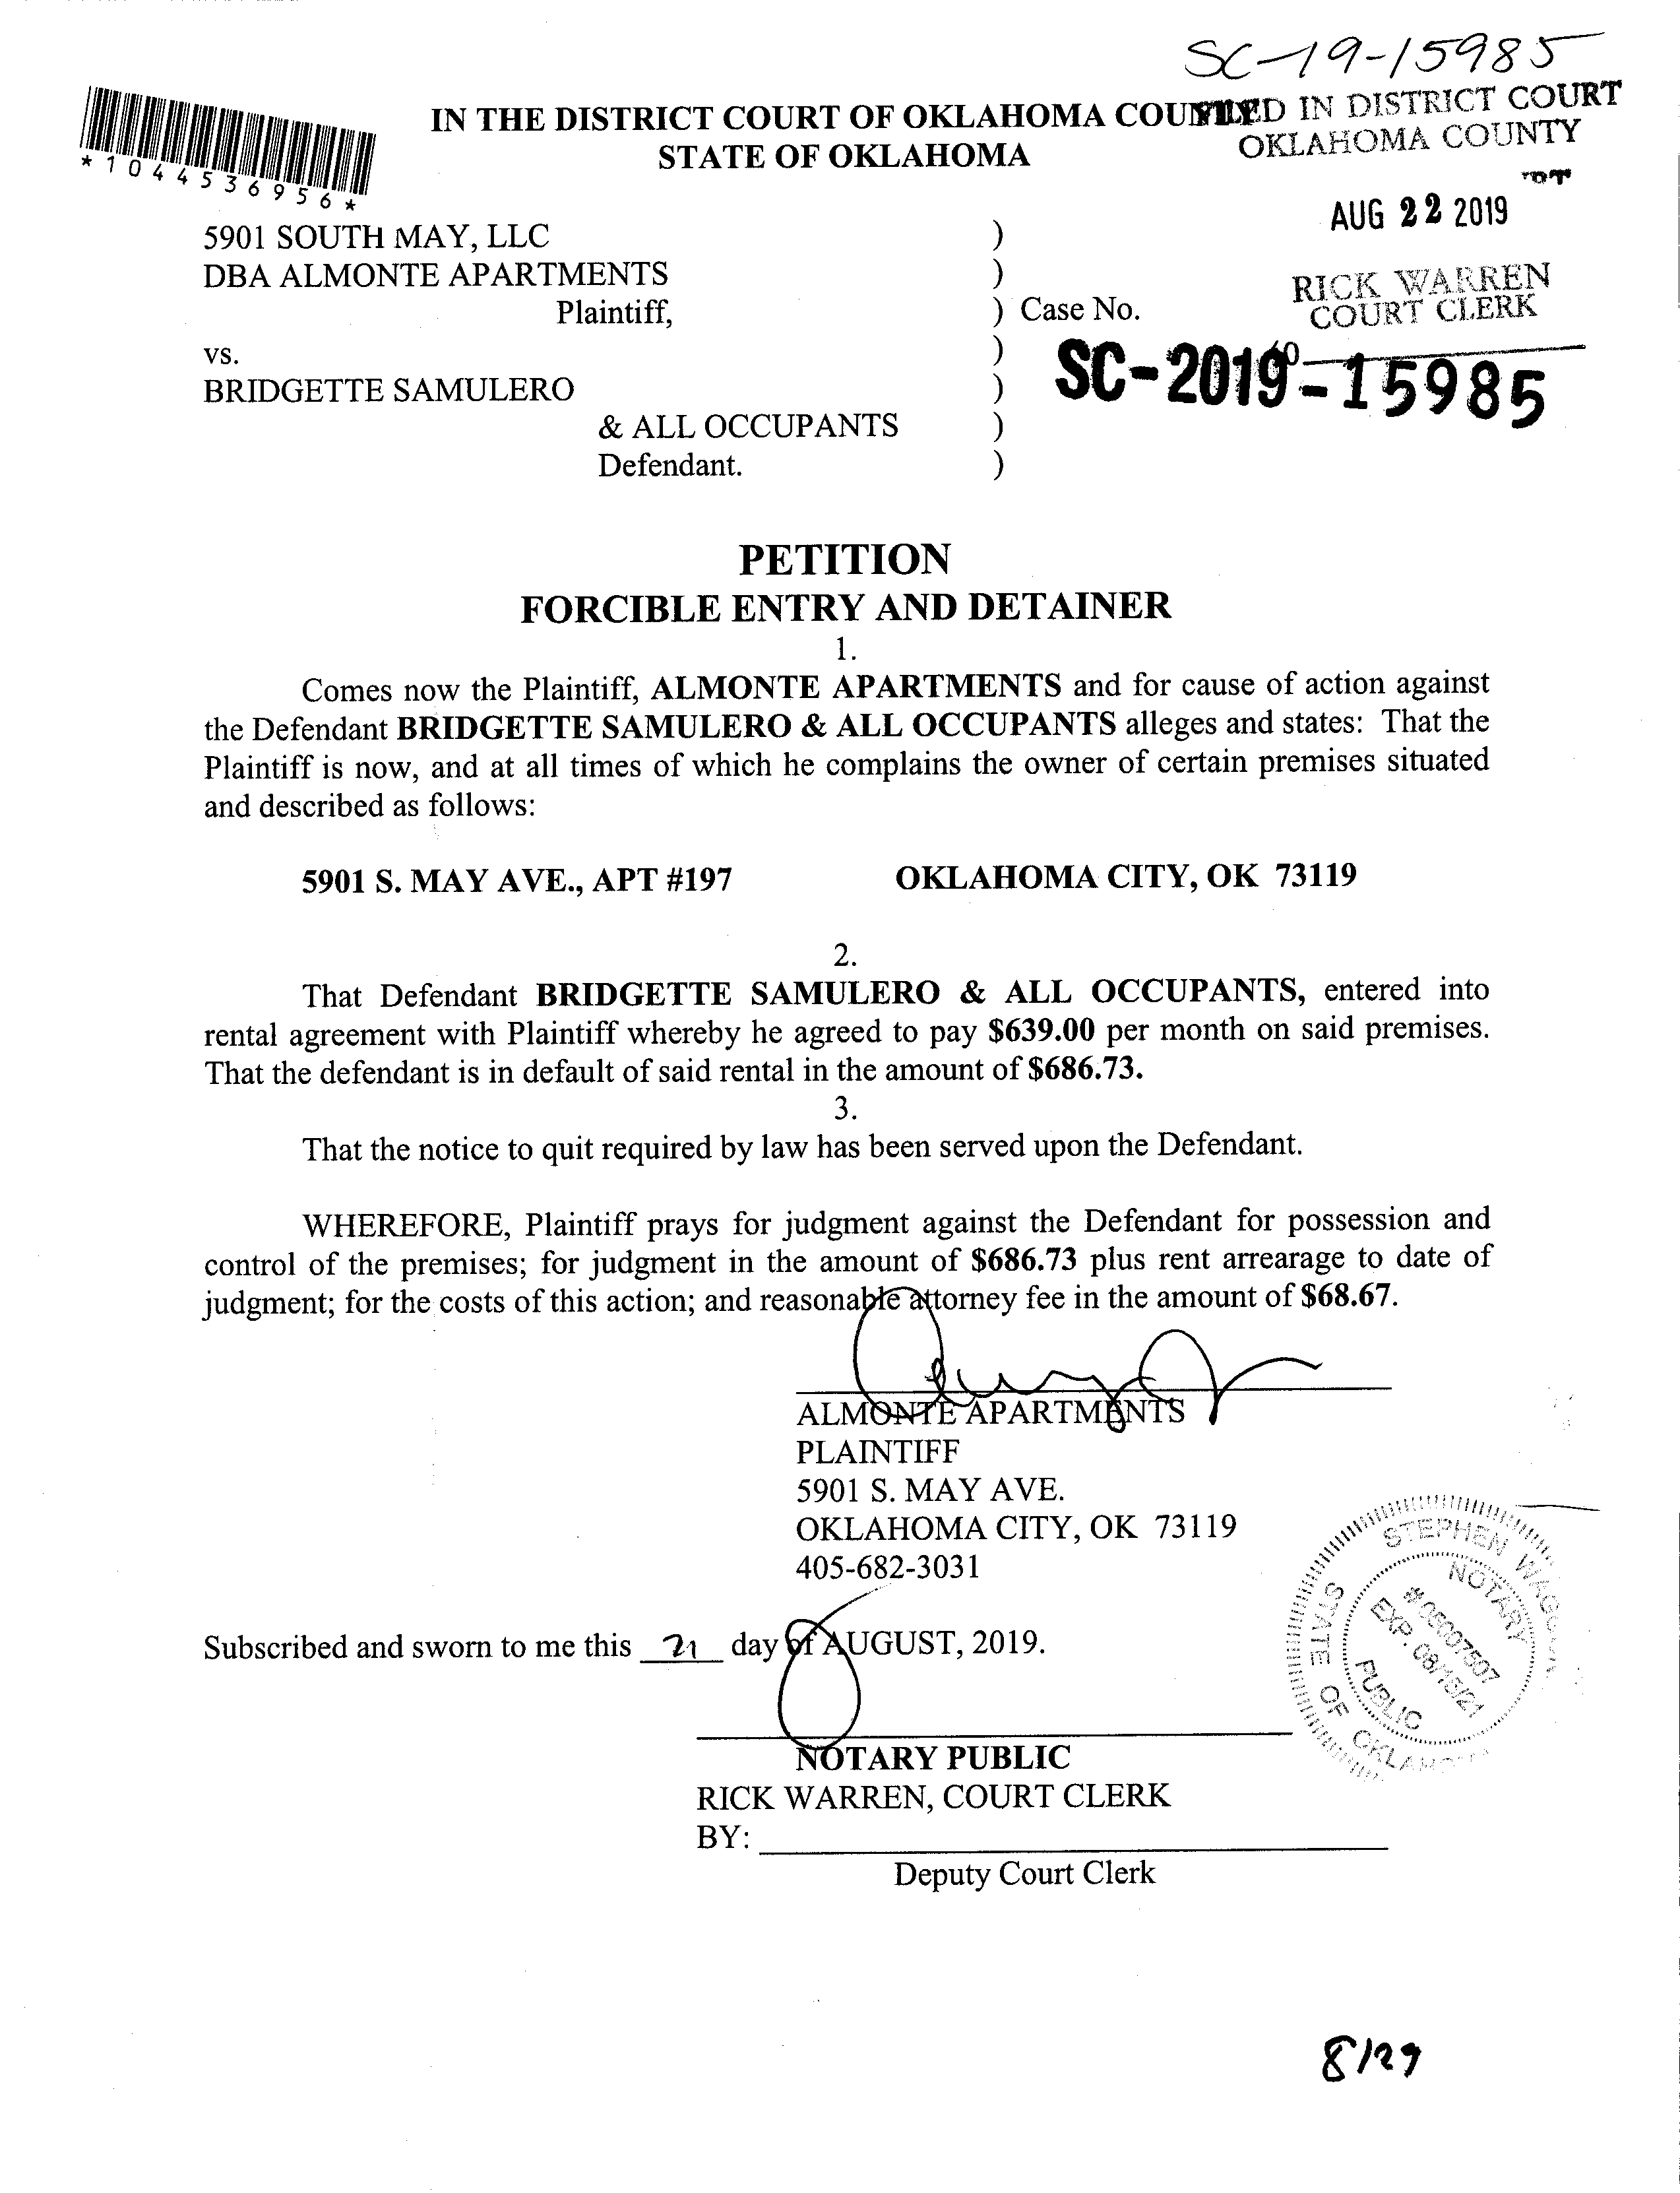 SC-19-15985
IN THE DISTRICT COURT OF OKLAHOMA COUNTY
STATE OF OKLAHOMA
FILED IN DISTRICT COURT
OKLAHOMA COUNTY
AUG 22 2019
RICK WARREN
COURT CLERK
*1044536956*
5901 SOUTH MAY, LLC )
DBA ALMONTE APARTMENTS )
Plaintiff, ) Case No.
vs. )
SC-2019-15985
BRIDGETTE SAMULERO )
& ALL OCCUPANTS )
Defendant. )
PETITION
FORCIBLE ENTRY AND DETAINER
1.
Comes now the Plaintiff, ALMONTE APARTMENTS and for cause of action against
the Defendant BRIDGETTE SAMULERO & ALL OCCUPANTS alleges and states: That the
Plaintiff is now, and at all times of which he complains the owner of certain premises situated
and described as follows:
5901 S. MAY AVE., APT #197 OKLAHOMA CITY, OK 73119
2.
That Defendant BRIDGETTE SAMULERO & ALL OCCUPANTS, entered into
rental agreement with Plaintiff whereby he agreed to pay $639.00 per month on said premises.
That the defendant is in default of said rental in the amount of $686.73.
3.
That the notice to quit required by law has been served upon the Defendant.
WHEREFORE, Plaintiff prays for judgment against the Defendant for possession and
control of the premises; for judgment in the amount of $686.73 plus rent arrearage to date of
judgment; for the costs of this action; and reasonable attorney fee in the amount of $68.67.
ALMONTE APARTMENTS
PLAINTIFF
5901 S. MAY AVE.
OKLAHOMA CITY, OK 73119
405-682-3031
Subscribed and sworn to me this 21 day of AUGUST, 2019.
STEPHEN
NOTARY
# 05007507
EXP. 08/15/21
PUBLIC
STATE OF OKLAHOMA
NOTARY PUBLIC
RICK WARREN, COURT CLERK
BY:
Deputy Court Clerk
8/29